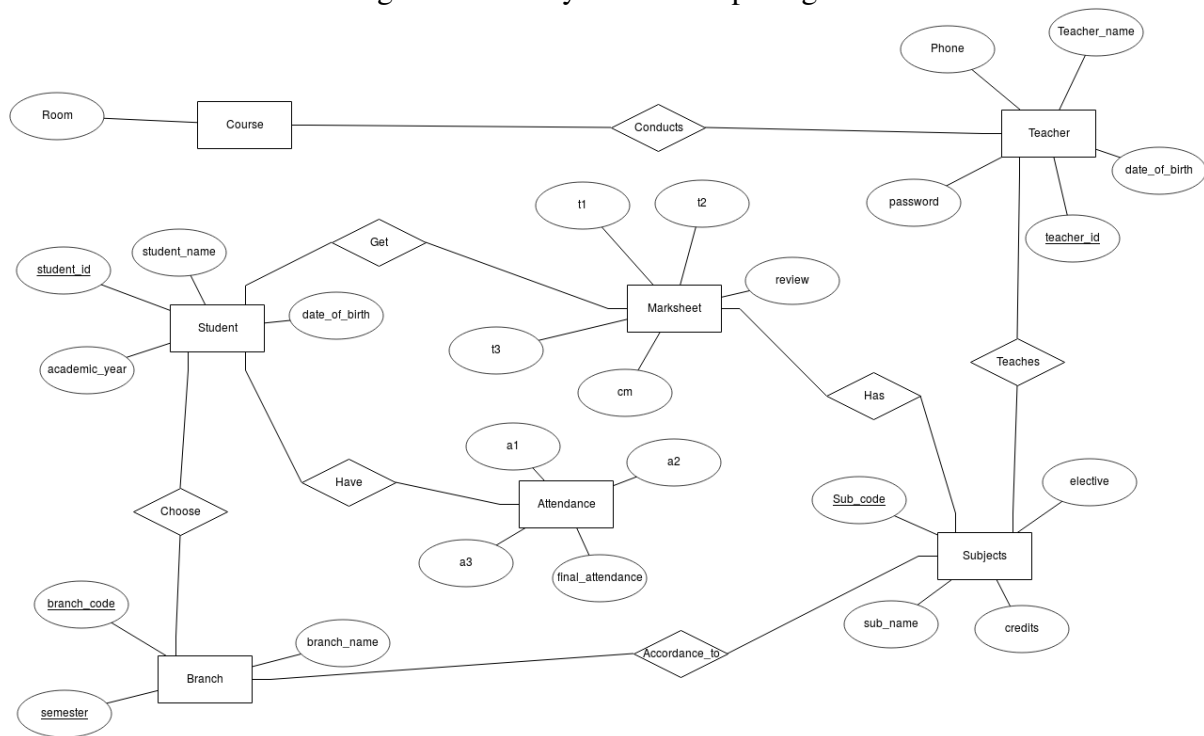 Teacher_name
Phone
Room
Course
Conducts
Teacher
date_of_birth
password
teacher_id
t1
t2
Get
student_name
student_id
review
Marksheet
date_of_birth
Student
t3
academic_year
Teaches
cm
Has
a1
a2
elective
Have
Sub_code
Attendance
Choose
Subjects
a3
final_attendance
branch_code
sub_name
credits
branch_name
Accordance_to
Branch
semester